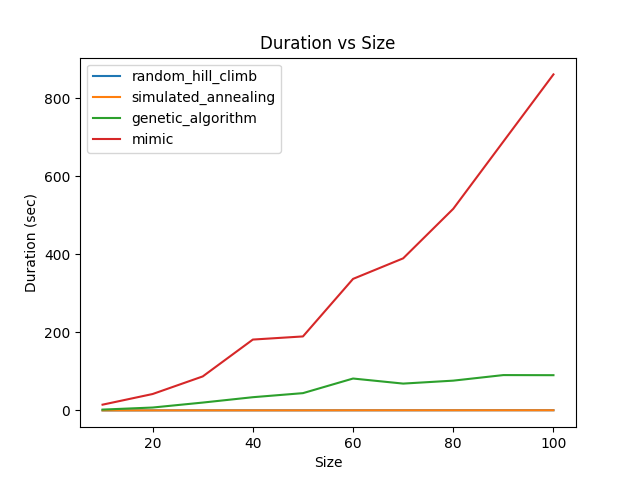 Duration vs Size
random_hill_climb
simulated_annealing
genetic_algorithm
mimic
Duration (sec)
800
600
400
200
0
20 40 60 80 100
Size